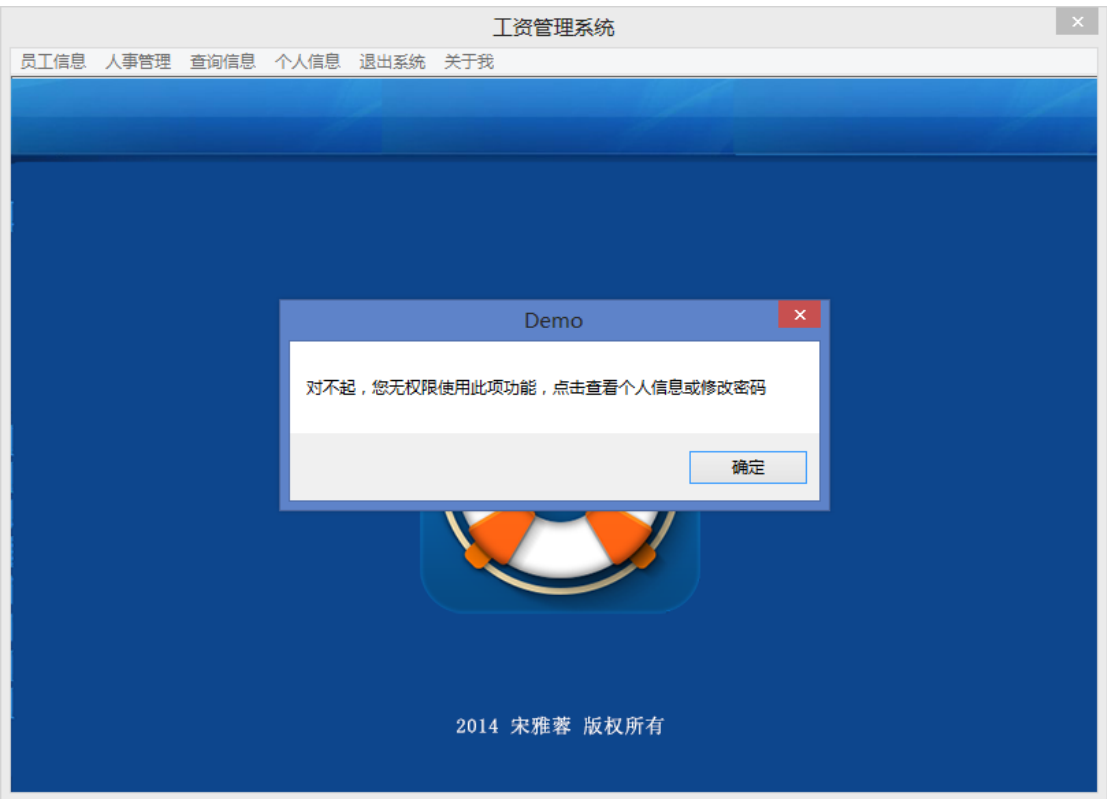 工资管理系统
员工信息 人事管理 查询信息 个人信息 退出系统 关于我
Demo
对不起，您无权限使用此项功能，点击查看个人信息或修改密码
确定
2014 宋雅蓉 版权所有